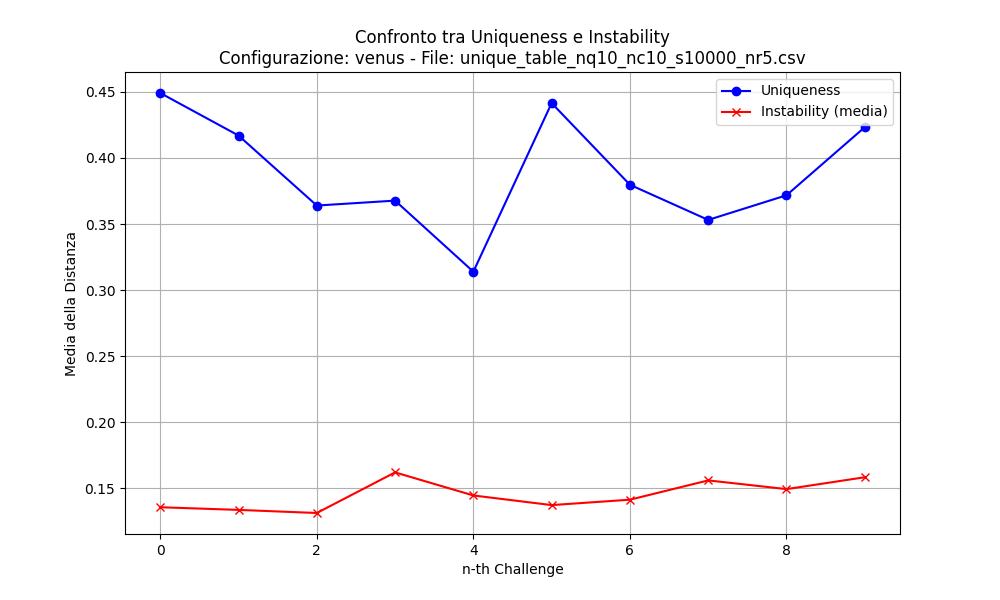 Confronto tra Uniqueness e Instability
Configurazione: venus - File: unique_table_nq10_nc10_s10000_nr5.csv
Uniqueness
Instability (media)
Media della Distanza
0.45
0.40
0.35
0.30
0.25
0.20
0.15
0 2 4 6 8
n-th Challenge